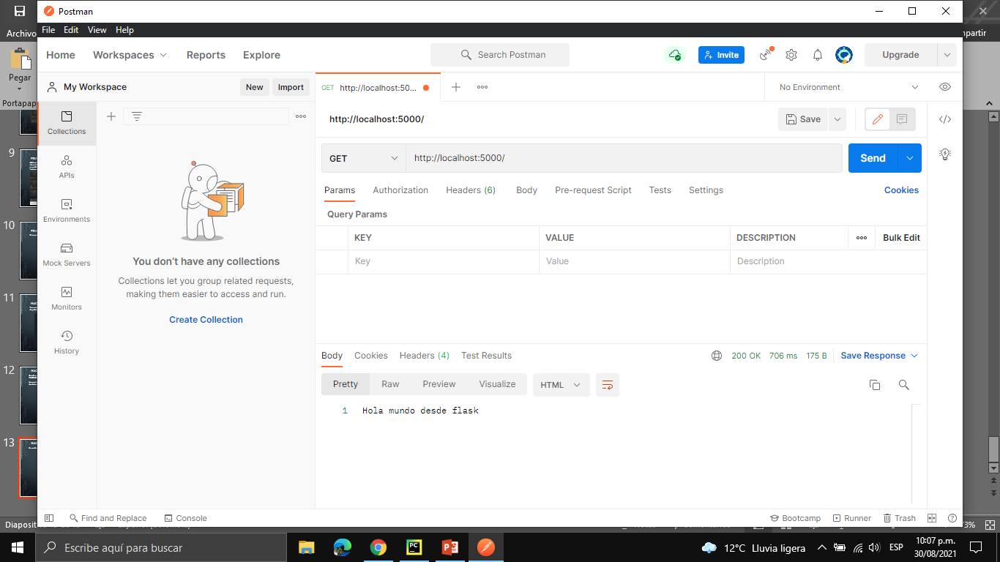 Postman
Archivo
File Edit View Help
Home Workspaces Reports Explore Search Postman Invite Upgrade
Pegar
My Workspace New Import GET http://localhost:50... No Environment
Portapap
Collections
http://localhost:5000/ Save
9
APIs
GET http://localhost:5000/ Send
Params Authorization Headers (6) Body Pre-request Script Tests Settings Cookies
Environments
Query Params
10
KEY VALUE DESCRIPTION Bulk Edit
Key Value Description
Mock Servers
You don't have any collections
Collections let you group related requests,
making them easier to access and run.
11
Monitors
Create Collection
History
Body Cookies Headers (4) Test Results 200 OK 706 ms 175 B Save Response
12
Pretty Raw Preview Visualize HTML
1 Hola mundo desde flask
13
Find and Replace Console Bootcamp Runner Trash
Escribe aquí para buscar
12°C Lluvia ligera ESP 10:07 p.m.
30/08/2021